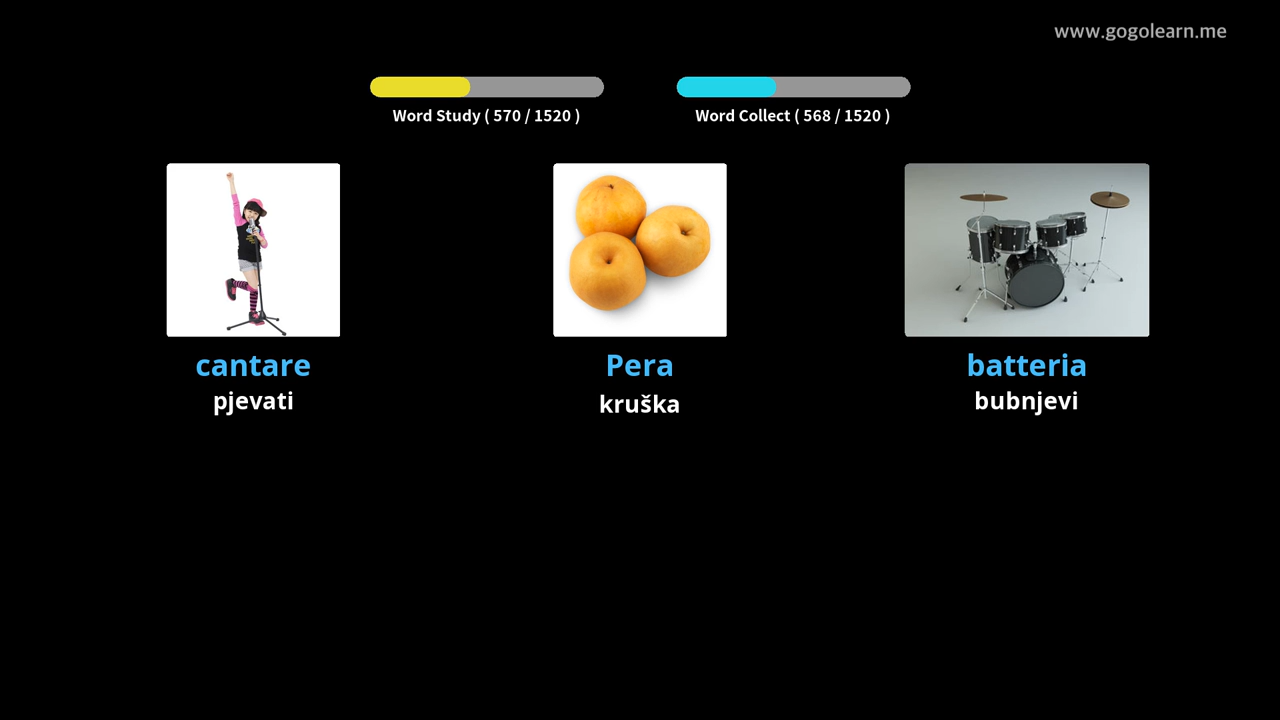 www.gogolearn.me
Word Study ( 570 / 1520 )
Word Collect ( 568 / 1520 )
cantare
pjevati
Pera
kruška
batteria
bubnjevi